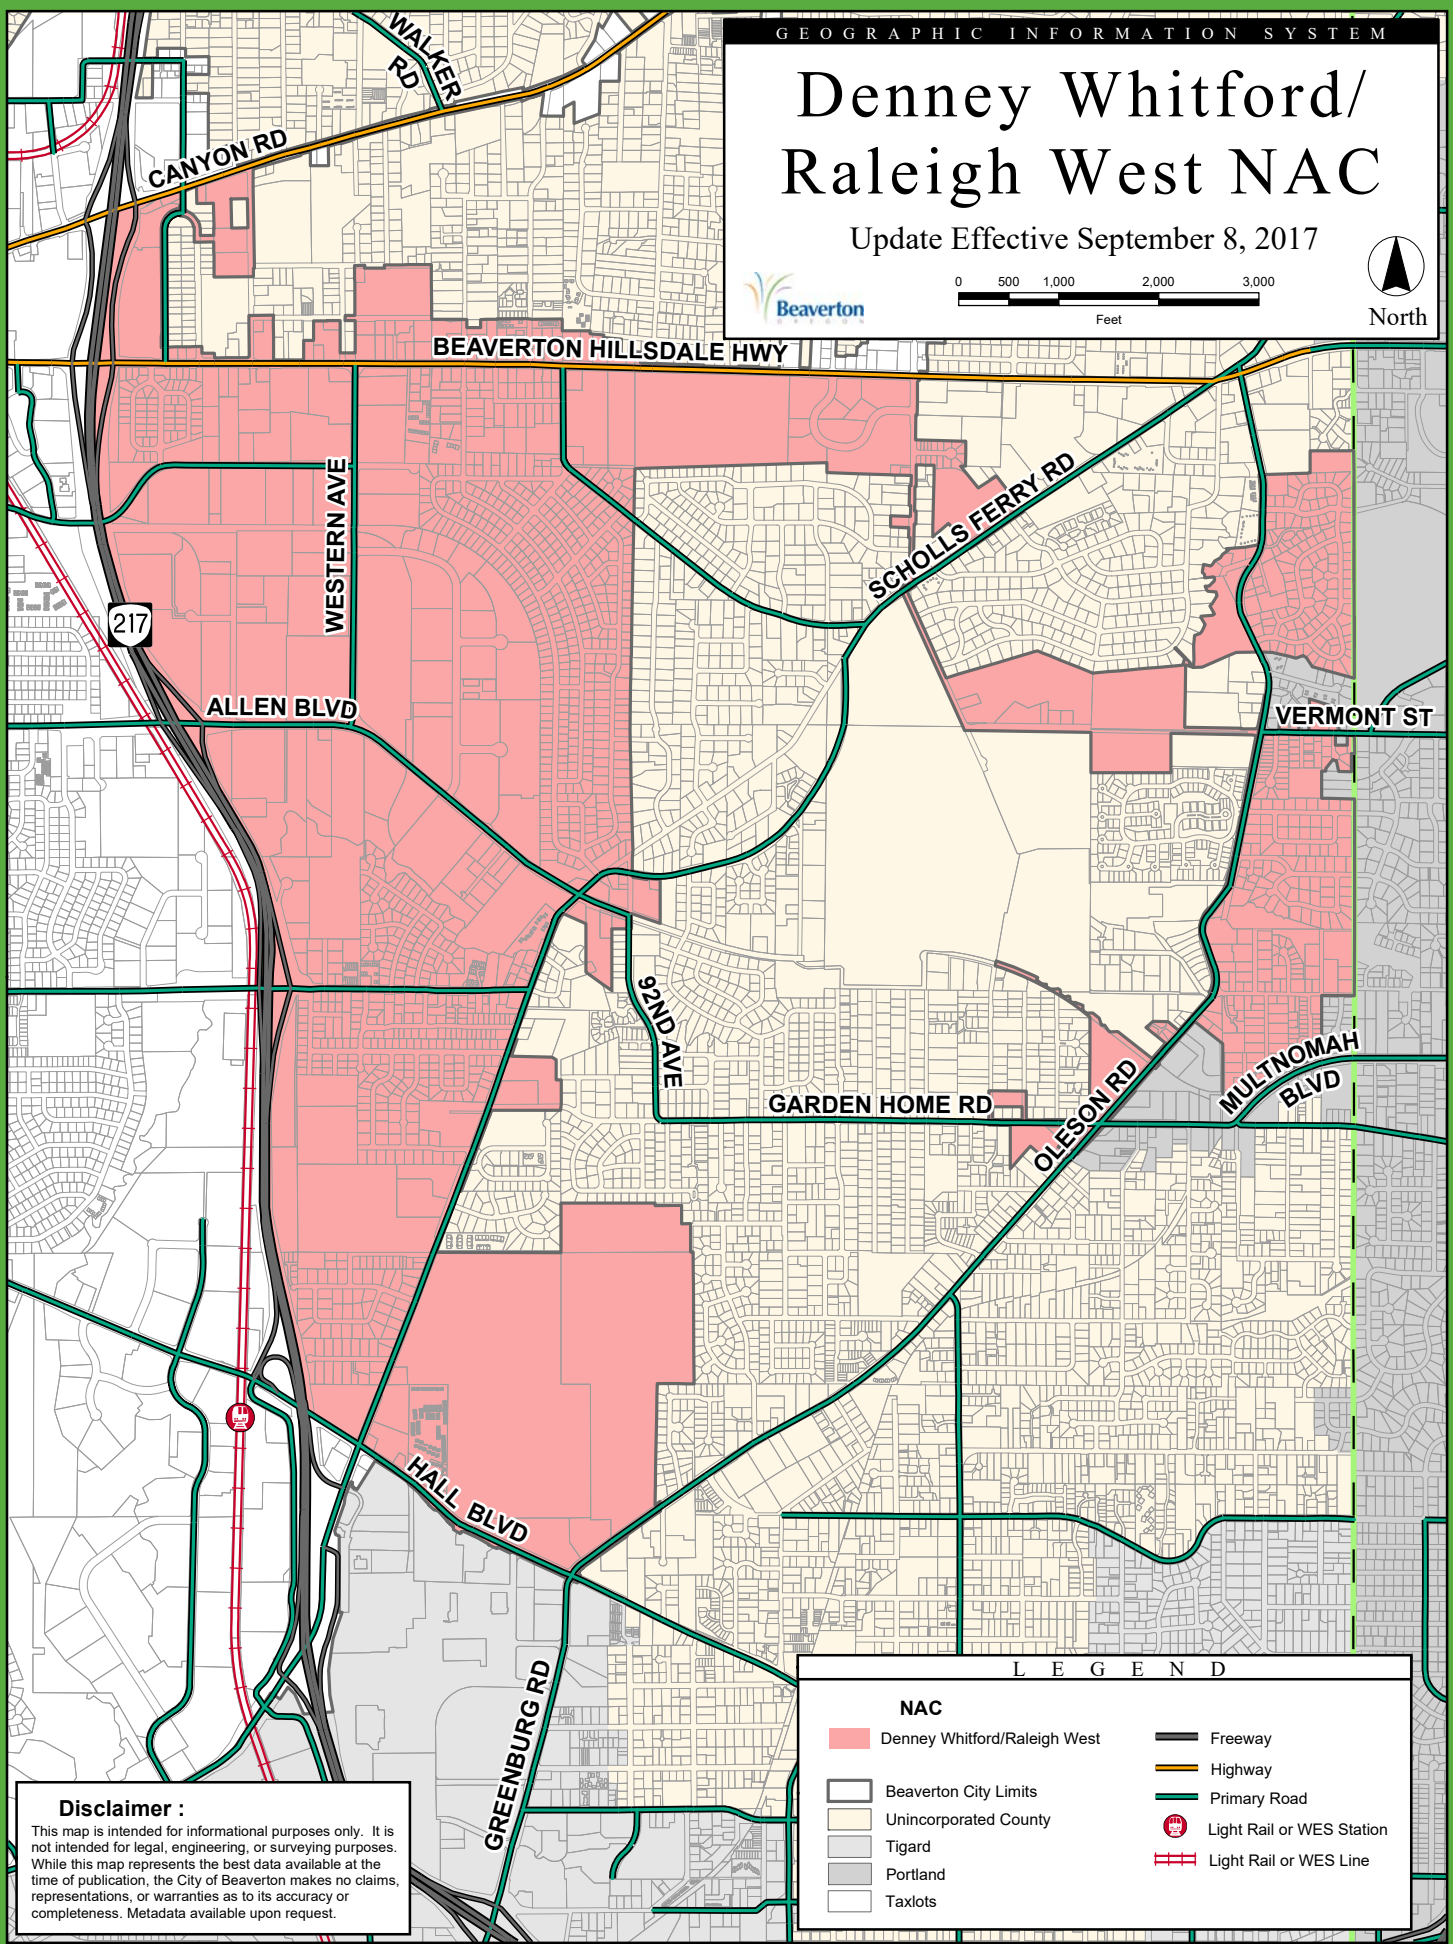 GEOGRAPHIC INFORMATION SYSTEM
Denney Whitford/
Raleigh West NAC
Update Effective September 8, 2017
0 500 1,000 2,000 3,000
Feet
Beaverton
OREGON
North
WALKER
RD
CANYON RD
BEAVERTON HILLSDALE HWY
WESTERN AVE
SCHOLLS FERRY RD
217
ALLEN BLVD
VERMONT ST
92ND AVE
GARDEN HOME RD
OLESON RD
MULTNOMAH
BLVD
HALL BLVD
GREENBURG RD
LEGEND
NAC
Denney Whitford/Raleigh West
Beaverton City Limits
Unincorporated County
Tigard
Portland
Taxlots
Freeway
Highway
Primary Road
Light Rail or WES Station
Light Rail or WES Line
Disclaimer :
This map is intended for informational purposes only. It is
not intended for legal, engineering, or surveying purposes.
While this map represents the best data available at the
time of publication, the City of Beaverton makes no claims,
representations, or warranties as to its accuracy or
completeness. Metadata available upon request.